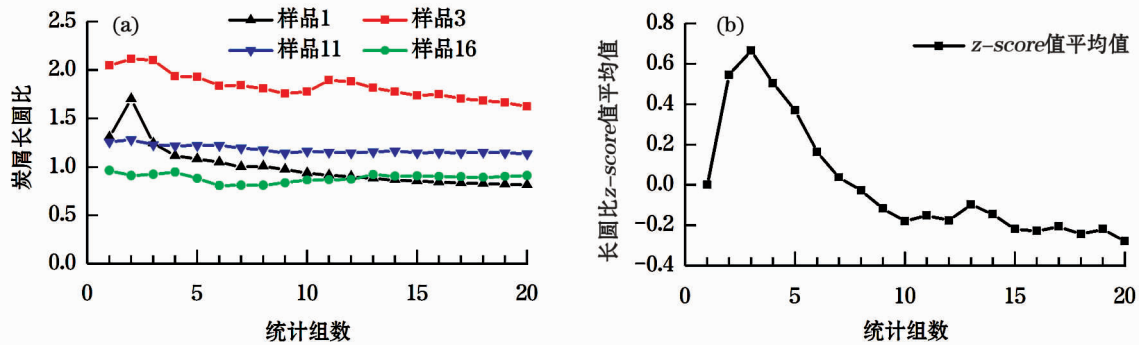 (a)
样品1
样品3
样品11
样品16
炭屑长圆比
2.5
2.0
1.5
1.0
0.5
0.0
0 5 10 15 20
统计组数
(b)
z-score值平均值
长圆比z-score值平均值
0.8
0.6
0.4
0.2
0.0
-0.2
-0.4
0 5 10 15 20
统计组数